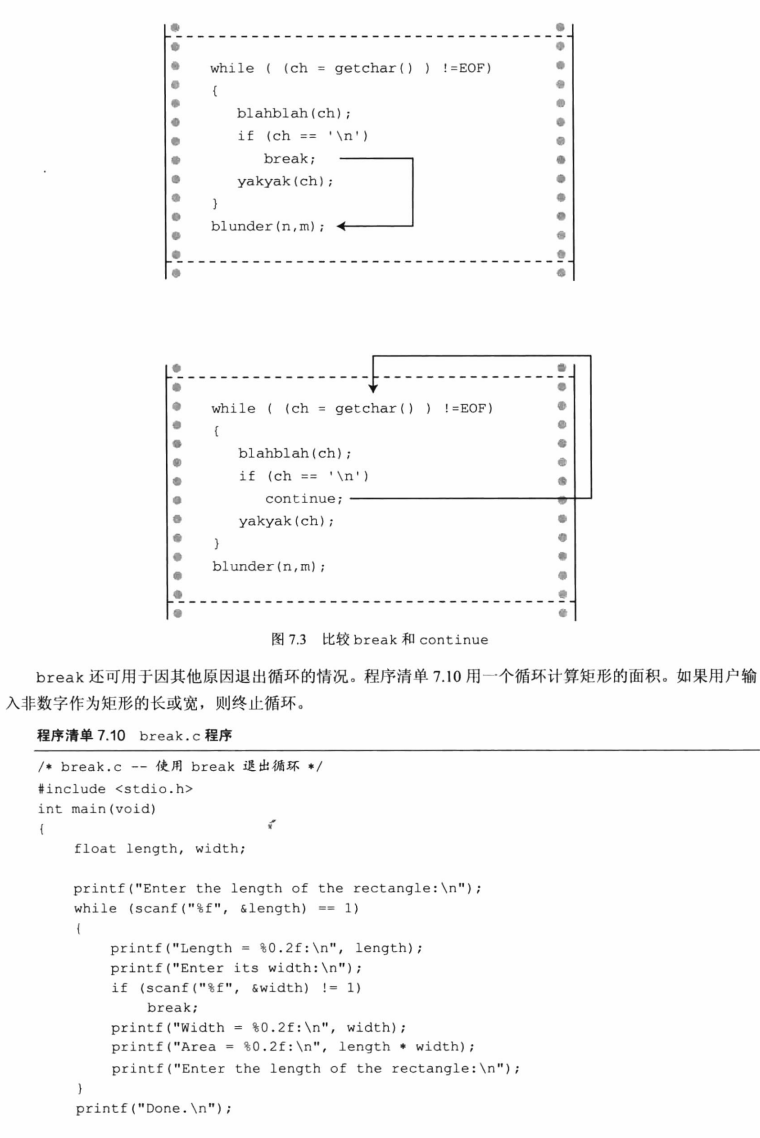 while ( (ch = getchar() ) !=EOF)
{
blahblah(ch);
if (ch == '\n')
break;
yakyak(ch);
}
blunder(n,m);
while ( (ch = getchar() ) !=EOF)
{
blahblah(ch);
if (ch == '\n')
continue;
yakyak(ch);
}
blunder(n,m);
图 7.3 比较 break 和 continue
break 还可用于因其他原因退出循环的情况。程序清单 7.10 用一个循环计算矩形的面积。如果用户输
入非数字作为矩形的长或宽，则终止循环。
程序清单 7.10 break.c 程序
/* break.c -- 使用 break 退出循环 */
#include <stdio.h>
int main(void)
{
float length, width;
printf("Enter the length of the rectangle:\n");
while (scanf("%f", &length) == 1)
{
printf("Length = %0.2f:\n", length);
printf("Enter its width:\n");
if (scanf("%f", &width) != 1)
break;
printf("Width = %0.2f:\n", width);
printf("Area = %0.2f:\n", length * width);
printf("Enter the length of the rectangle:\n");
}
printf("Done.\n");